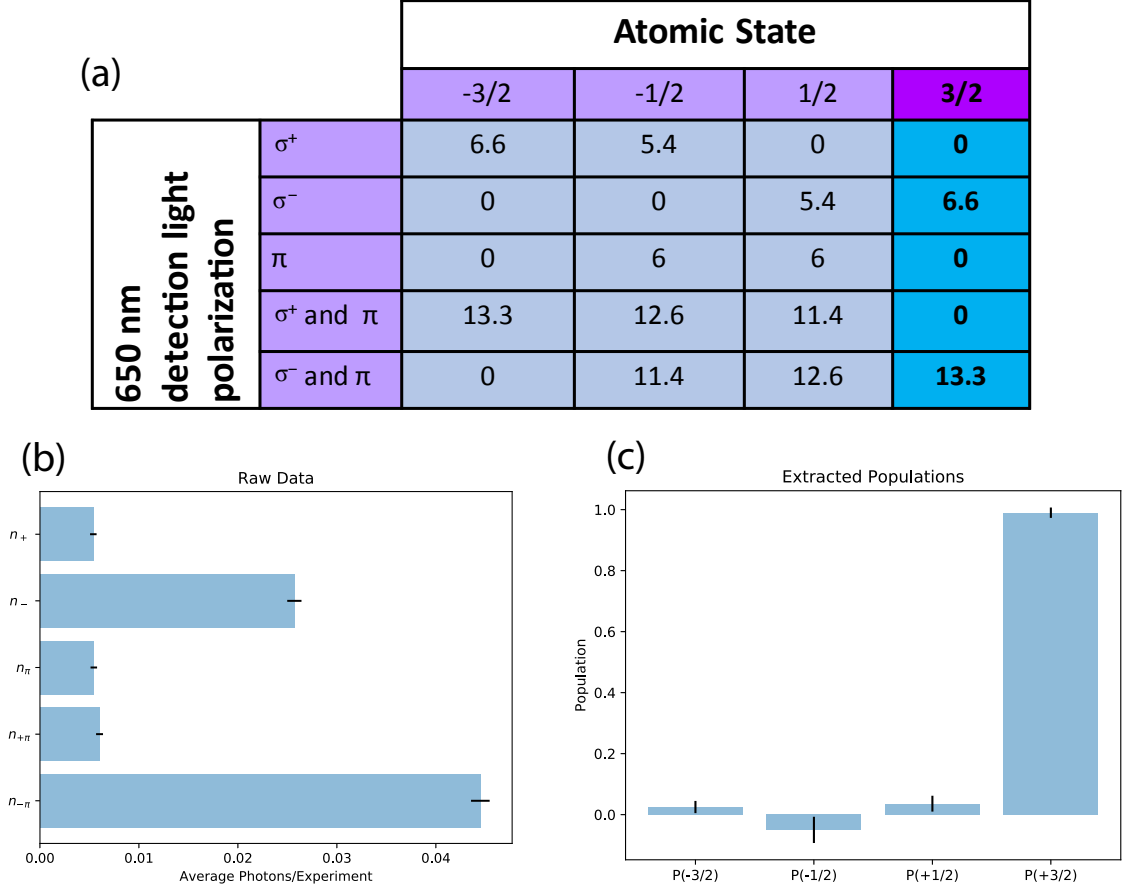 (a)
Atomic State
-3/2 -1/2 1/2 3/2
650 nm
detection light
polarization
σ⁺ 6.6 5.4 0 0
σ⁻ 0 0 5.4 6.6
π 0 6 6 0
σ⁺ and π 13.3 12.6 11.4 0
σ⁻ and π 0 11.4 12.6 13.3
(b)
Raw Data
n₊
n₋
n_π
n_{+π}
n_{−π}
0.00 0.01 0.02 0.03 0.04
Average Photons/Experiment
(c)
Extracted Populations
Population
1.0
0.8
0.6
0.4
0.2
0.0
P(-3/2) P(-1/2) P(+1/2) P(+3/2)